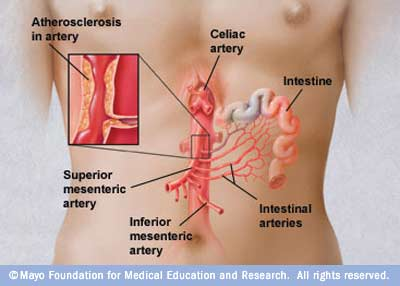 Atherosclerosis
in artery
Celiac
artery
Intestine
Superior
mesenteric
artery
Inferior
mesenteric
artery
Intestinal
arteries
©Mayo Foundation for Medical Education and Research. All rights reserved.